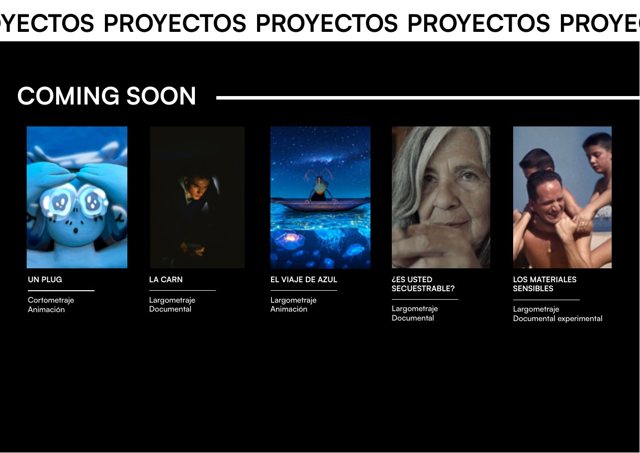 PROYECTOS PROYECTOS PROYECTOS PROYECTOS
COMING SOON
UN PLUG
Cortometraje
Animación
LA CARN
Largometraje
Documental
EL VIAJE DE AZUL
Largometraje
Animación
¿ES USTED
SECUESTRABLE?
Largometraje
Documental
LOS MATERIALES
SENSIBLES
Largometraje
Documental experimental